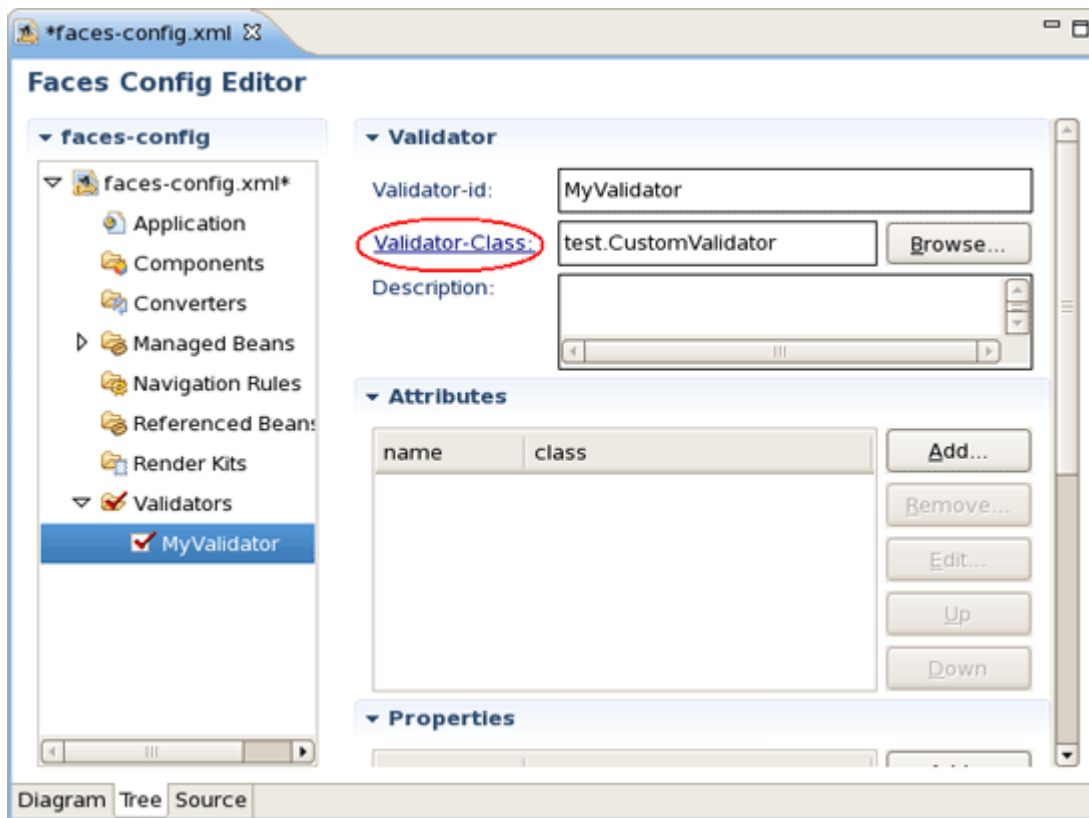 *faces-config.xml
Faces Config Editor
faces-config
faces-config.xml*
Application
Components
Converters
Managed Beans
Navigation Rules
Referenced Bean
Render Kits
Validators
MyValidator
Validator
Validator-id: MyValidator
Validator-Class: test.CustomValidator Browse...
Description:
Attributes
name class Add...
Remove...
Edit...
Up
Down
Properties
Diagram Tree Source